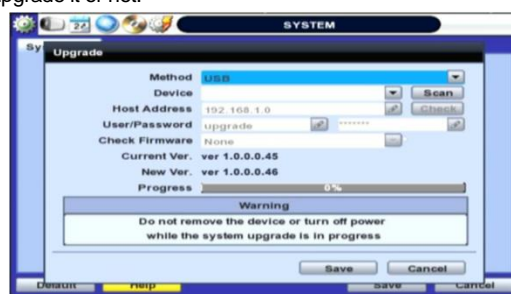 upgrade it or not.
24
SYSTEM
Sy
Upgrade
Method USB
Device Scan
Host Address 192.168.1.0 Check
User/Password upgrade *******
Check Firmware None
Current Ver. ver 1.0.0.0.45
New Ver. ver 1.0.0.0.46
Progress 0%
Warning
Do not remove the device or turn off power
while the system upgrade is in progress
Save Cancel
Default Help Save Cancel